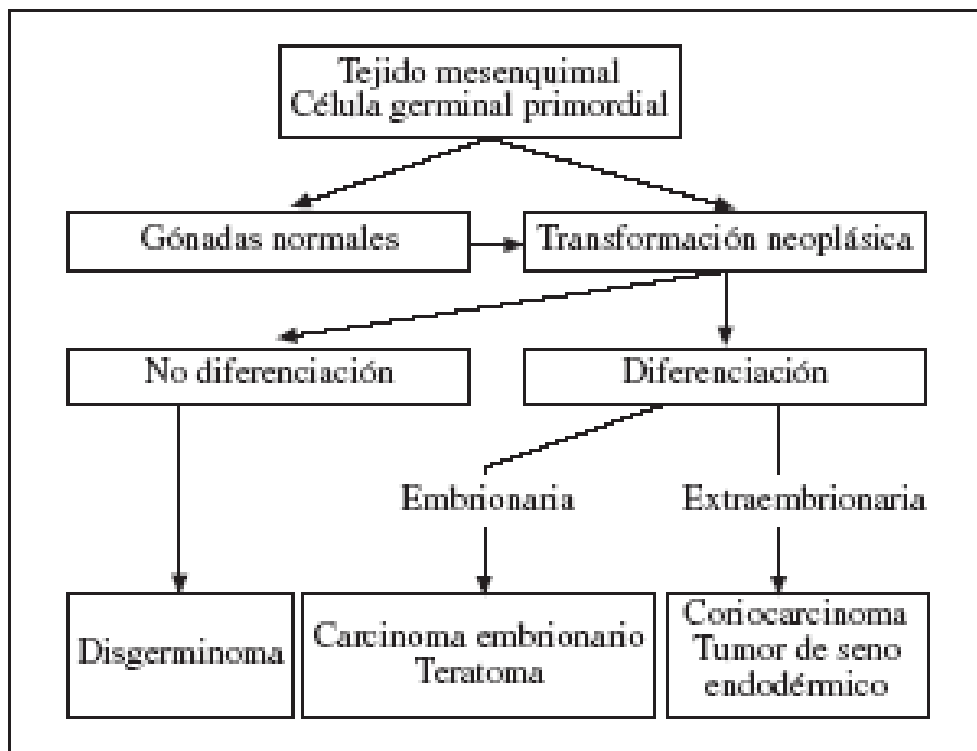 Tejido mesenquimal
Célula germinal primordial
Gónadas normales
Transformación neoplásica
No diferenciación
Diferenciación
Embrionaria
Extraembrionaria
Disgerminoma
Carcinoma embrionario
Teratoma
Coriocarcinoma
Tumor de seno
endodérmico